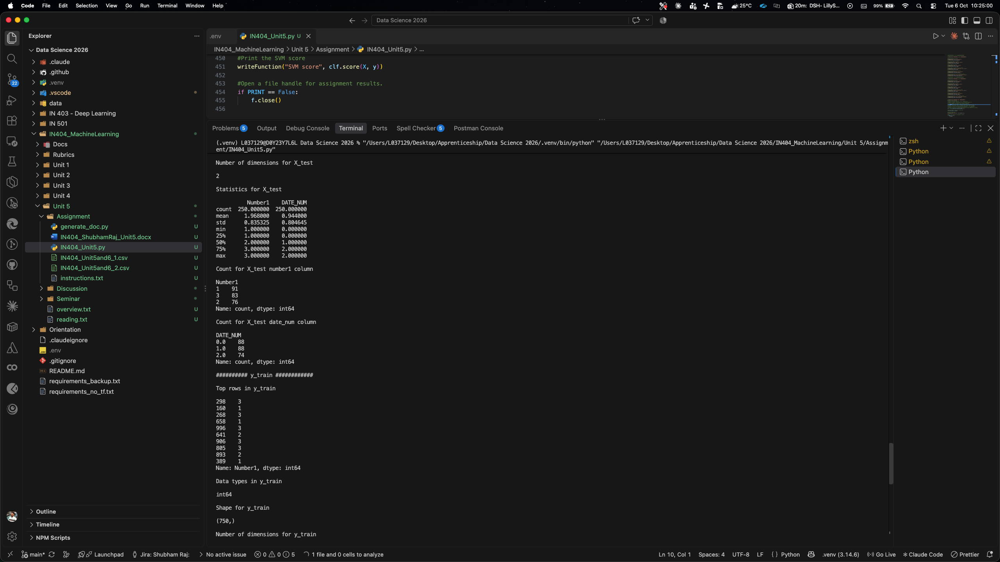 Code File Edit Selection View Go Run Terminal Window Help
25°C 20m: DSH- LillyS... 99% Tue 6 Oct 10:25:00
Data Science 2026
Explorer
Data Science 2026
.claude
.github
.venv
.vscode
data
IN 403 - Deep Learning
IN 501
IN404_MachineLearning
Docs
Rubrics
Unit 1
Unit 2
Unit 3
Unit 4
Unit 5
Assignment
generate_doc.py U
IN404_ShubhamRaj_Unit5.docx U
IN404_Unit5.py U
IN404_Unit5and6_1.csv U
IN404_Unit5and6_2.csv U
instructions.txt U
Discussion
Seminar
overview.txt U
reading.txt U
Orientation
.claudeignore
.env
.gitignore
README.md
requirements_backup.txt
requirements_no_tf.txt
Outline
Timeline
NPM Scripts
22
.env IN404_Unit5.py U
IN404_MachineLearning > Unit 5 > Assignment > IN404_Unit5.py > ...
450 #Print the SVM score
451 writeFunction("SVM score", clf.score(X, y))
452
453 #Open a file handle for assignment results.
454 if PRINT == False:
455 f.close()
456
Problems 5 Output Debug Console Terminal Ports Spell Checker 5 Postman Console
(.venv) L037129@D0Y23Y7L6L Data Science 2026 % "/Users/L037129/Desktop/Apprenticeship/Data Science 2026/.venv/bin/python" "/Users/L037129/Desktop/Apprenticeship/Data Science 2026/IN404_MachineLearning/Unit 5/Assignm
ent/IN404_Unit5.py"
Number of dimensions for X_test
2
Statistics for X_test
Number1 DATE_NUM
count 250.000000 250.000000
mean 1.968000 0.944000
std 0.835325 0.804645
min 1.000000 0.000000
25% 1.000000 0.000000
50% 2.000000 1.000000
75% 3.000000 2.000000
max 3.000000 2.000000
Count for X_test number1 column
Number1
1 91
3 83
2 76
Name: count, dtype: int64
Count for X_test date_num column
DATE_NUM
0.0 88
1.0 88
2.0 74
Name: count, dtype: int64
########## y_train ############
Top rows in y_train
298 3
160 1
268 3
658 1
996 3
641 2
906 3
805 3
893 2
389 1
Name: Number1, dtype: int64
Data types in y_train
int64
Shape for y_train
(750,)
Number of dimensions for y_train
zsh
Python
Python
Python
main* Launchpad Jira: Shubham Raj: No active issue 0 0 5 1 file and 0 cells to analyze
Ln 10, Col 1 Spaces: 4 UTF-8 LF { } Python .venv (3.14.6) Go Live Claude Code Prettier